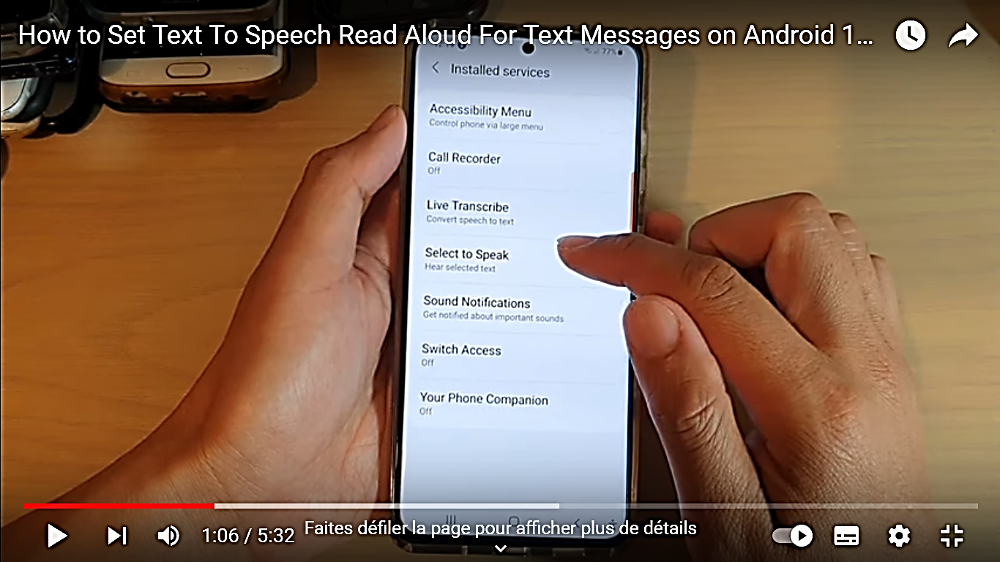 How to Set Text To Speech Read Aloud For Text Messages on Android 1...
77%
Installed services
Accessibility Menu
Control phone via large menu
Call Recorder
Off
Live Transcribe
Convert speech to text
Select to Speak
Hear selected text
Sound Notifications
Get notified about important sounds
Switch Access
Off
Your Phone Companion
Off
1:06 / 5:32
Faites défiler la page pour afficher plus de détails